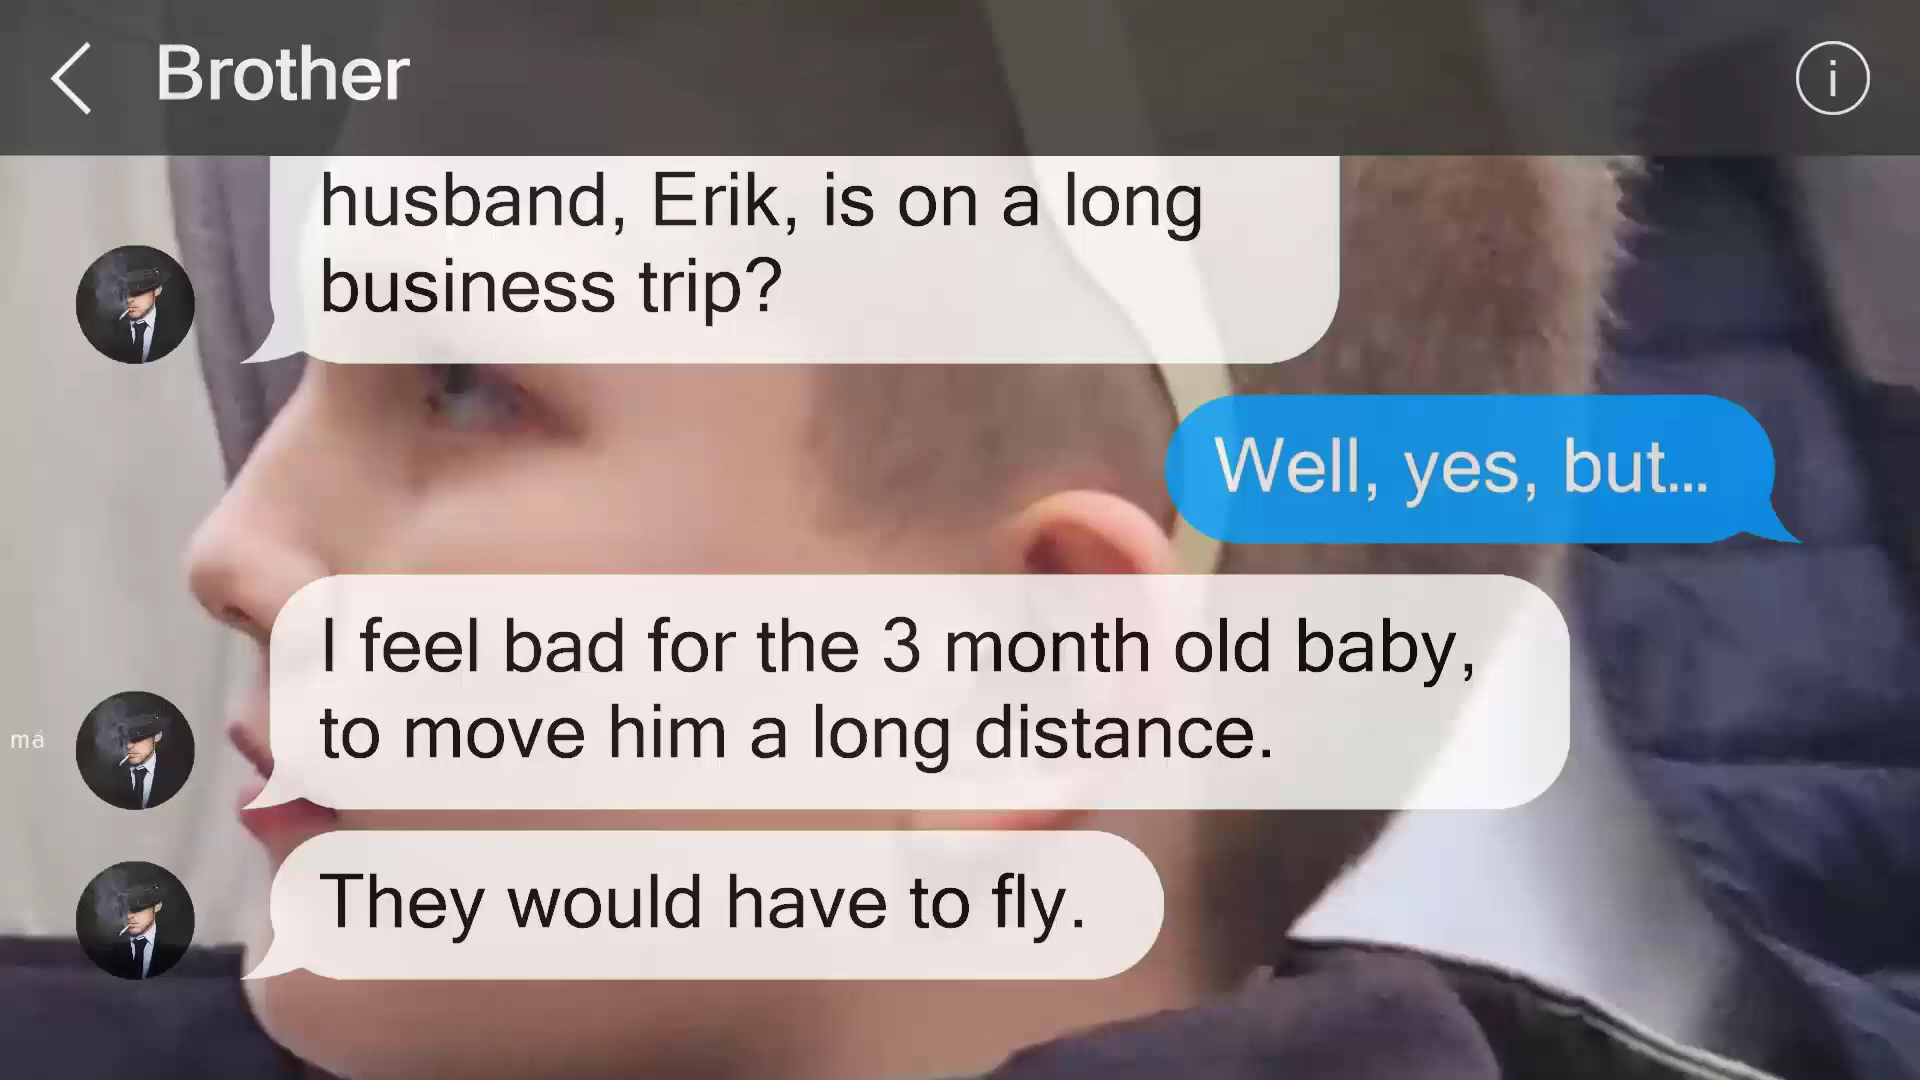 Brother
i
husband, Erik, is on a long
business trip?
Well, yes, but...
I feel bad for the 3 month old baby,
to move him a long distance.
má
They would have to fly.